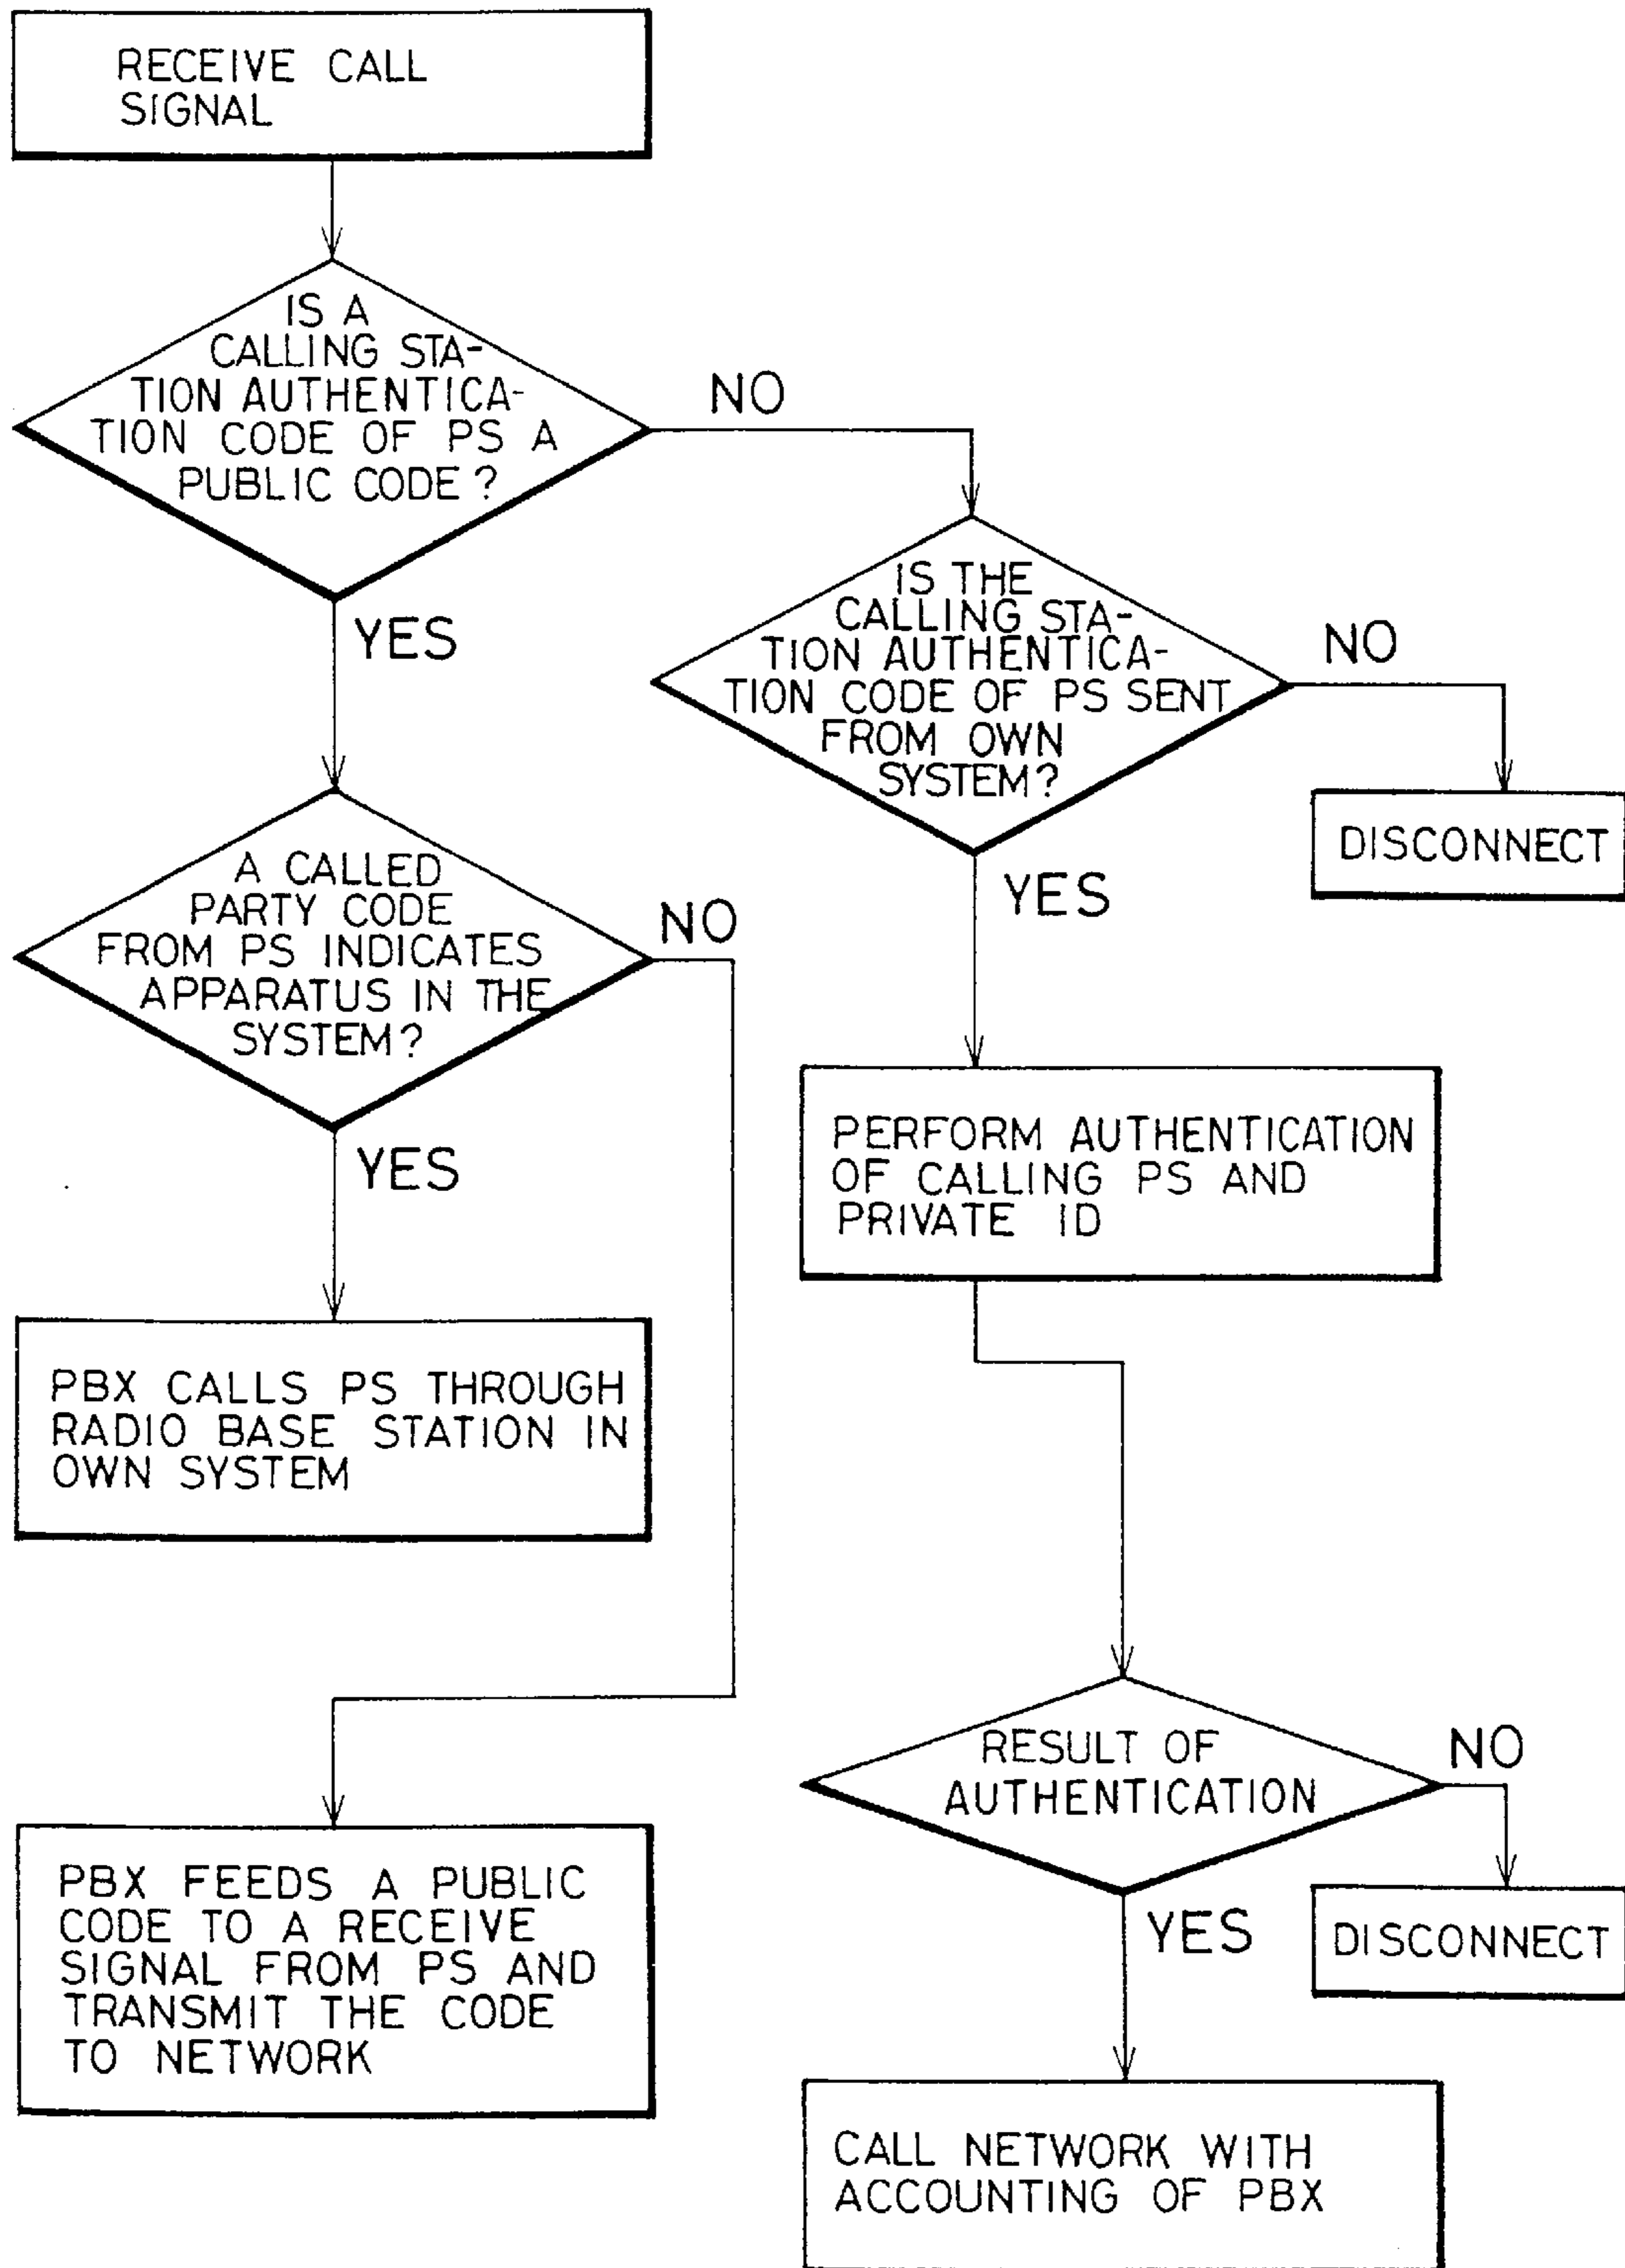 RECEIVE CALL
SIGNAL
IS A
CALLING STA-
TION AUTHENTICA-
TION CODE OF PS A
PUBLIC CODE?
NO
YES
IS THE
CALLING STA-
TION AUTHENTICA-
TION CODE OF PS SENT
FROM OWN
SYSTEM?
NO
DISCONNECT
YES
A CALLED
PARTY CODE
FROM PS INDICATES
APPARATUS IN THE
SYSTEM?
NO
YES
PERFORM AUTHENTICATION
OF CALLING PS AND
PRIVATE ID
PBX CALLS PS THROUGH
RADIO BASE STATION IN
OWN SYSTEM
RESULT OF
AUTHENTICATION
NO
DISCONNECT
YES
PBX FEEDS A PUBLIC
CODE TO A RECEIVE
SIGNAL FROM PS AND
TRANSMIT THE CODE
TO NETWORK
CALL NETWORK WITH
ACCOUNTING OF PBX